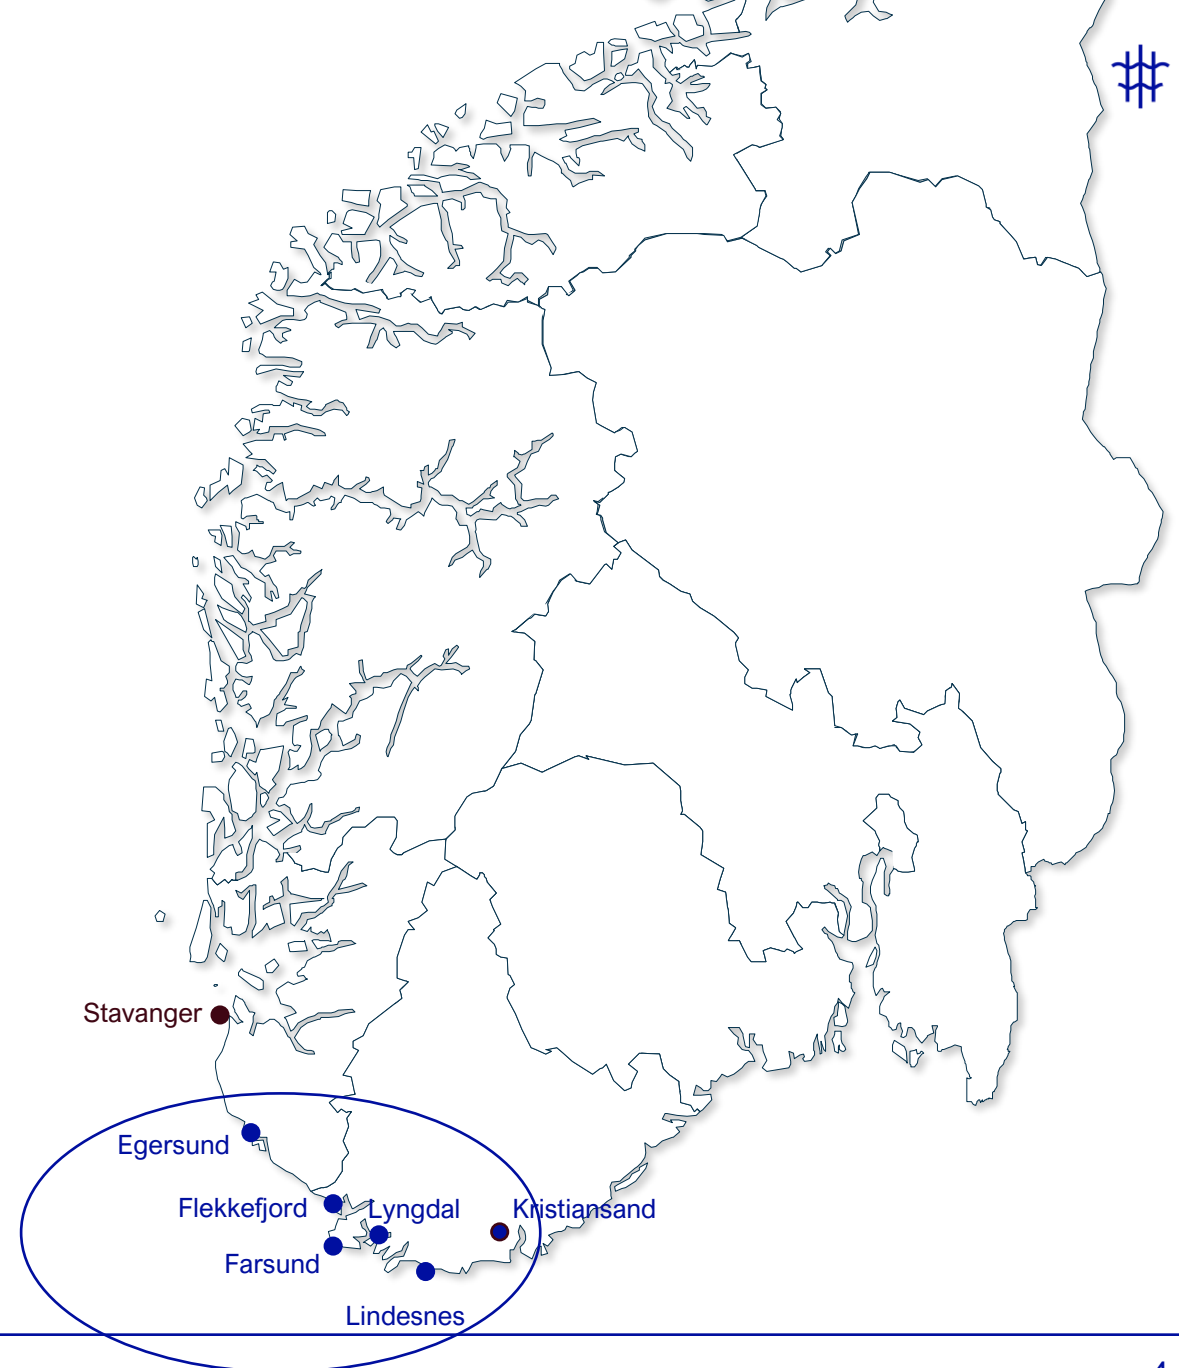 Stavanger
Egersund
Flekkefjord
Lyngdal
Kristiansand
Farsund
Lindesnes